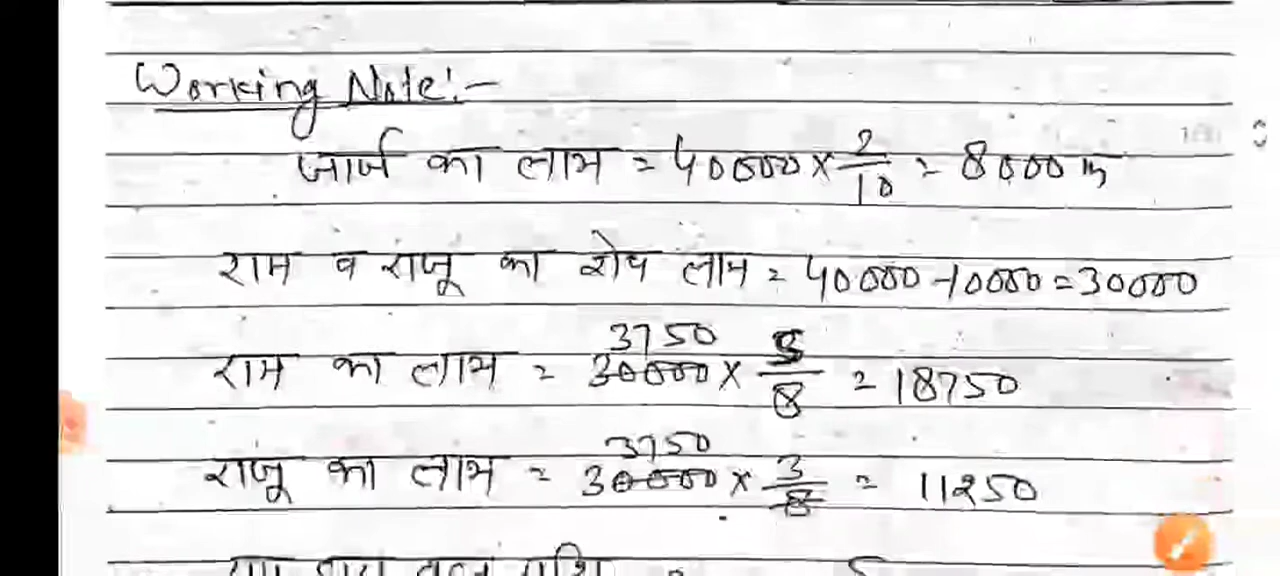 Working Note:-
जार्ज का लाभ = 40000 × 2/10 = 8000
राम व राजू का शेष लाभ = 40000 - 10000 = 30000
3750
राम का लाभ = 30000 × 5/8 = 18750
3750
राजू का लाभ = 30000 × 3/8 = 11250